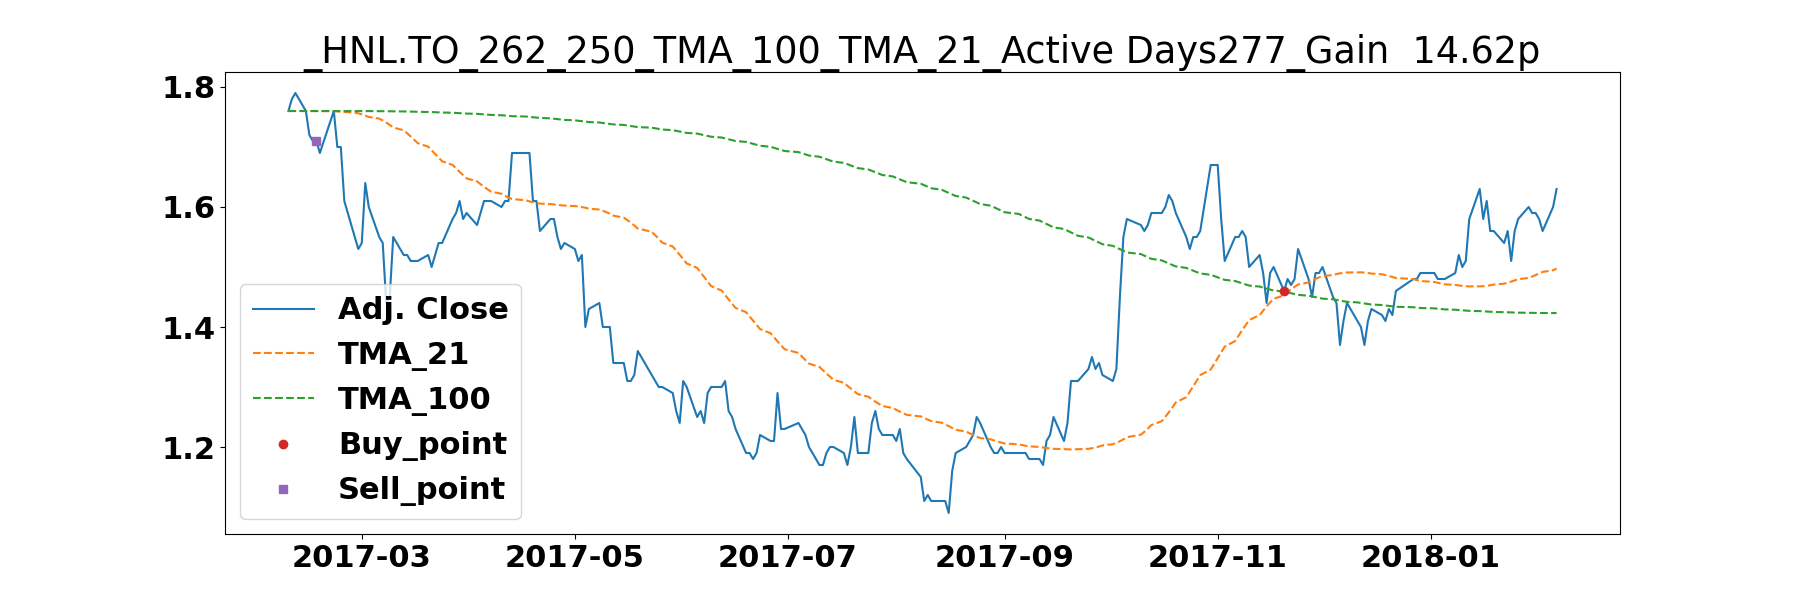 _HNL.TO_262_250_TMA_100_TMA_21_Active Days277_Gain  14.62p
1.8
1.6
1.4
1.2
Adj. Close
TMA_21
TMA_100
Buy_point
Sell_point
2017-03 2017-05 2017-07 2017-09 2017-11 2018-01